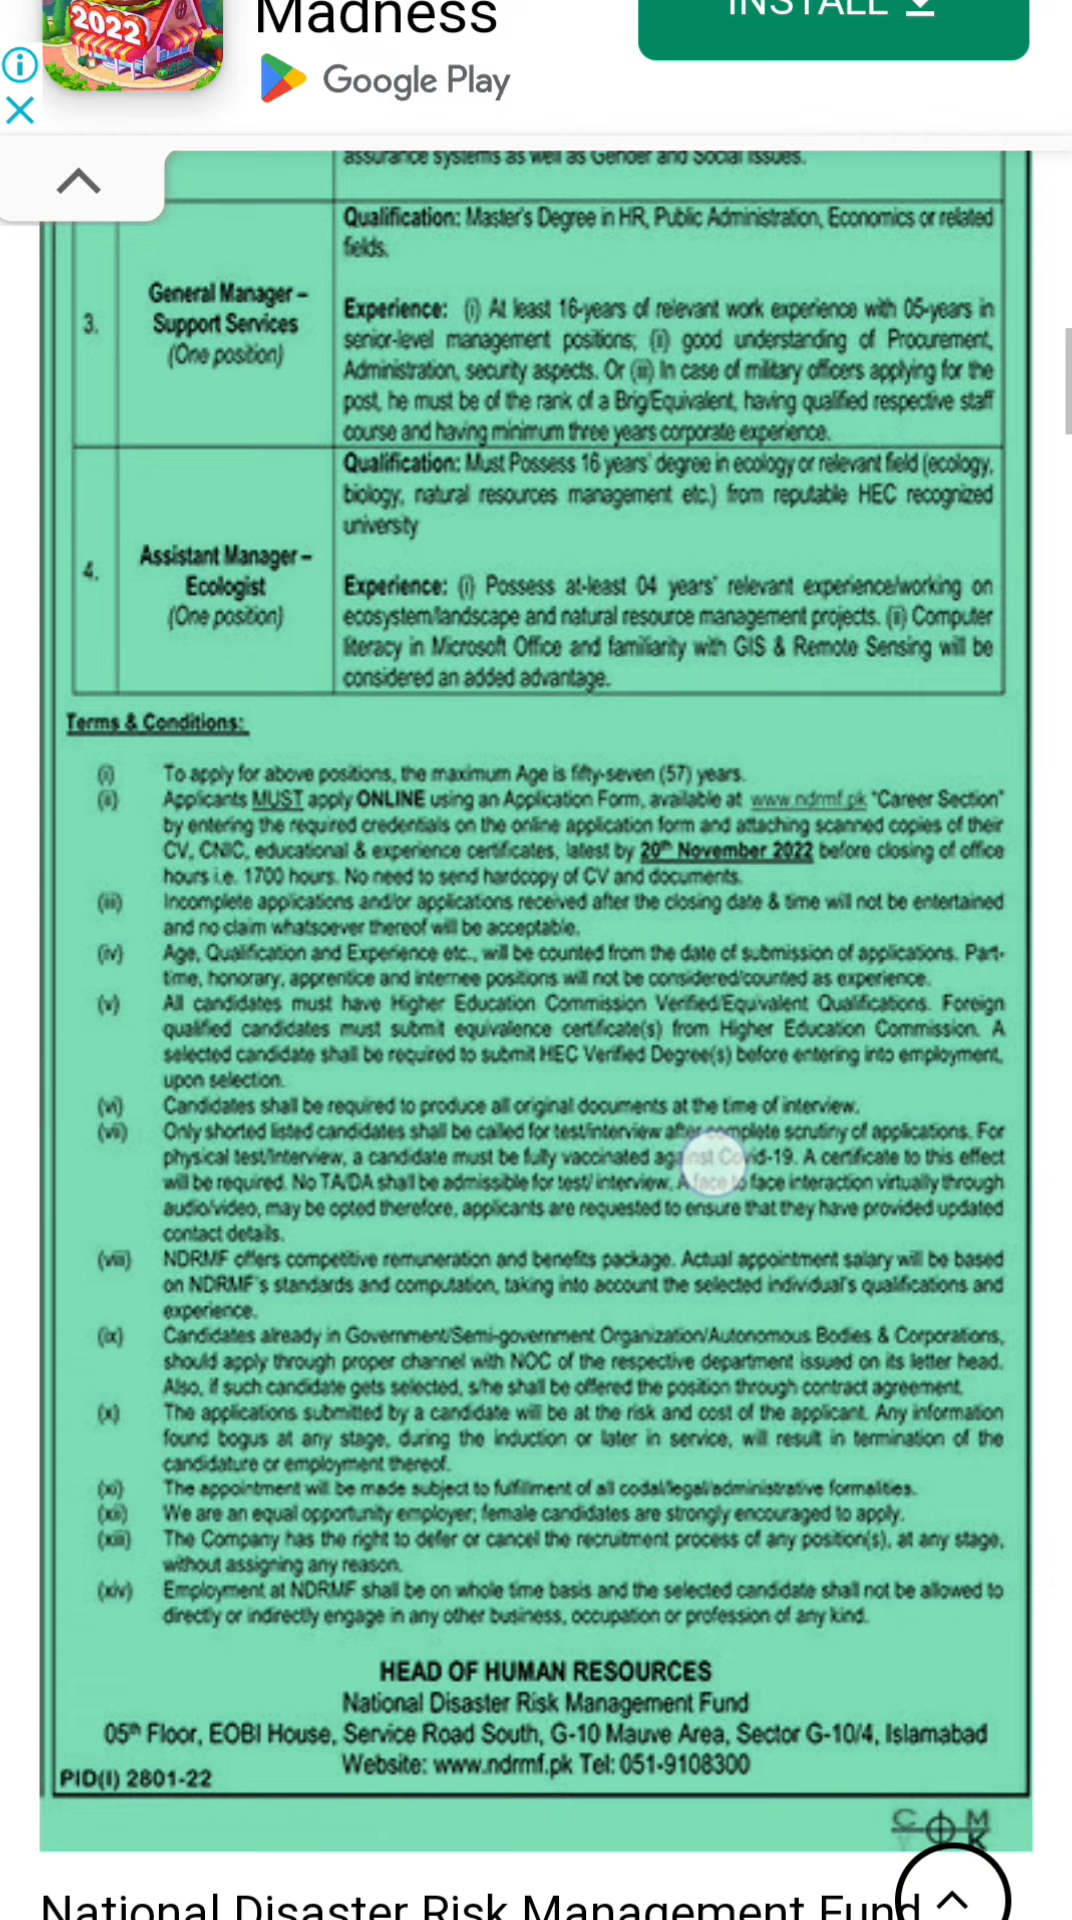 2022
Madness
INSTALL
Google Play
assurance systems as well as Gender and Social Issues.
3.
General Manager –
Support Services
(One position)
Qualification: Master's Degree in HR, Public Administration, Economics or related
fields.
Experience: (i) At least 16-years of relevant work experience with 05-years in
senior-level management positions; (ii) good understanding of Procurement,
Administration, security aspects. Or (iii) In case of military officers applying for the
post, he must be of the rank of a Brig/Equivalent, having qualified respective staff
course and having minimum three years corporate experience.
4.
Assistant Manager –
Ecologist
(One position)
Qualification: Must Possess 16 years' degree in ecology or relevant field (ecology,
biology, natural resources management etc.) from reputable HEC recognized
university
Experience: (i) Possess at-least 04 years' relevant experience/working on
ecosystem/landscape and natural resource management projects. (ii) Computer
literacy in Microsoft Office and familiarity with GIS & Remote Sensing will be
considered an added advantage.
Terms & Conditions:
(i) To apply for above positions, the maximum Age is fifty-seven (57) years.
(ii) Applicants MUST apply ONLINE using an Application Form, available at www.ndrmf.pk "Career Section"
by entering the required credentials on the online application form and attaching scanned copies of their
CV, CNIC, educational & experience certificates, latest by 20th November 2022 before closing of office
hours i.e. 1700 hours. No need to send hardcopy of CV and documents.
(iii) Incomplete applications and/or applications received after the closing date & time will not be entertained
and no claim whatsoever thereof will be acceptable.
(iv) Age, Qualification and Experience etc., will be counted from the date of submission of applications. Part-
time, honorary, apprentice and internee positions will not be considered/counted as experience.
(v) All candidates must have Higher Education Commission Verified/Equivalent Qualifications. Foreign
qualified candidates must submit equivalence certificate(s) from Higher Education Commission. A
selected candidate shall be required to submit HEC Verified Degree(s) before entering into employment,
upon selection.
(vi) Candidates shall be required to produce all original documents at the time of interview.
(vii) Only shorted listed candidates shall be called for test/interview after complete scrutiny of applications. For
physical test/Interview, a candidate must be fully vaccinated against Covid-19. A certificate to this effect
will be required. No TA/DA shall be admissible for test/ interview. A face to face interaction virtually through
audio/video, may be opted therefore, applicants are requested to ensure that they have provided updated
contact details.
(viii) NDRMF offers competitive remuneration and benefits package. Actual appointment salary will be based
on NDRMF's standards and computation, taking into account the selected individual's qualifications and
experience.
(ix) Candidates already in Government/Semi-government Organization/Autonomous Bodies & Corporations,
should apply through proper channel with NOC of the respective department issued on its letter head.
Also, if such candidate gets selected, s/he shall be offered the position through contract agreement.
(x) The applications submitted by a candidate will be at the risk and cost of the applicant. Any information
found bogus at any stage, during the induction or later in service, will result in termination of the
candidature or employment thereof.
(xi) The appointment will be made subject to fulfillment of all codal/legal/administrative formalities.
(xii) We are an equal opportunity employer; female candidates are strongly encouraged to apply.
(xiii) The Company has the right to defer or cancel the recruitment process of any position(s), at any stage,
without assigning any reason.
(xiv) Employment at NDRMF shall be on whole time basis and the selected candidate shall not be allowed to
directly or indirectly engage in any other business, occupation or profession of any kind.
HEAD OF HUMAN RESOURCES
National Disaster Risk Management Fund
05th Floor, EOBI House, Service Road South, G-10 Mauve Area, Sector G-10/4, Islamabad
Website: www.ndrmf.pk Tel: 051-9108300
PID(I) 2801-22
C M
Y K
National Disaster Risk Management Fund